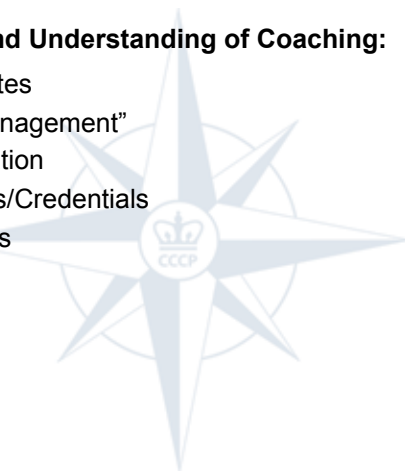 nd Understanding of Coaching:
tes
nagement”
tion
s/Credentials
s
CCCP